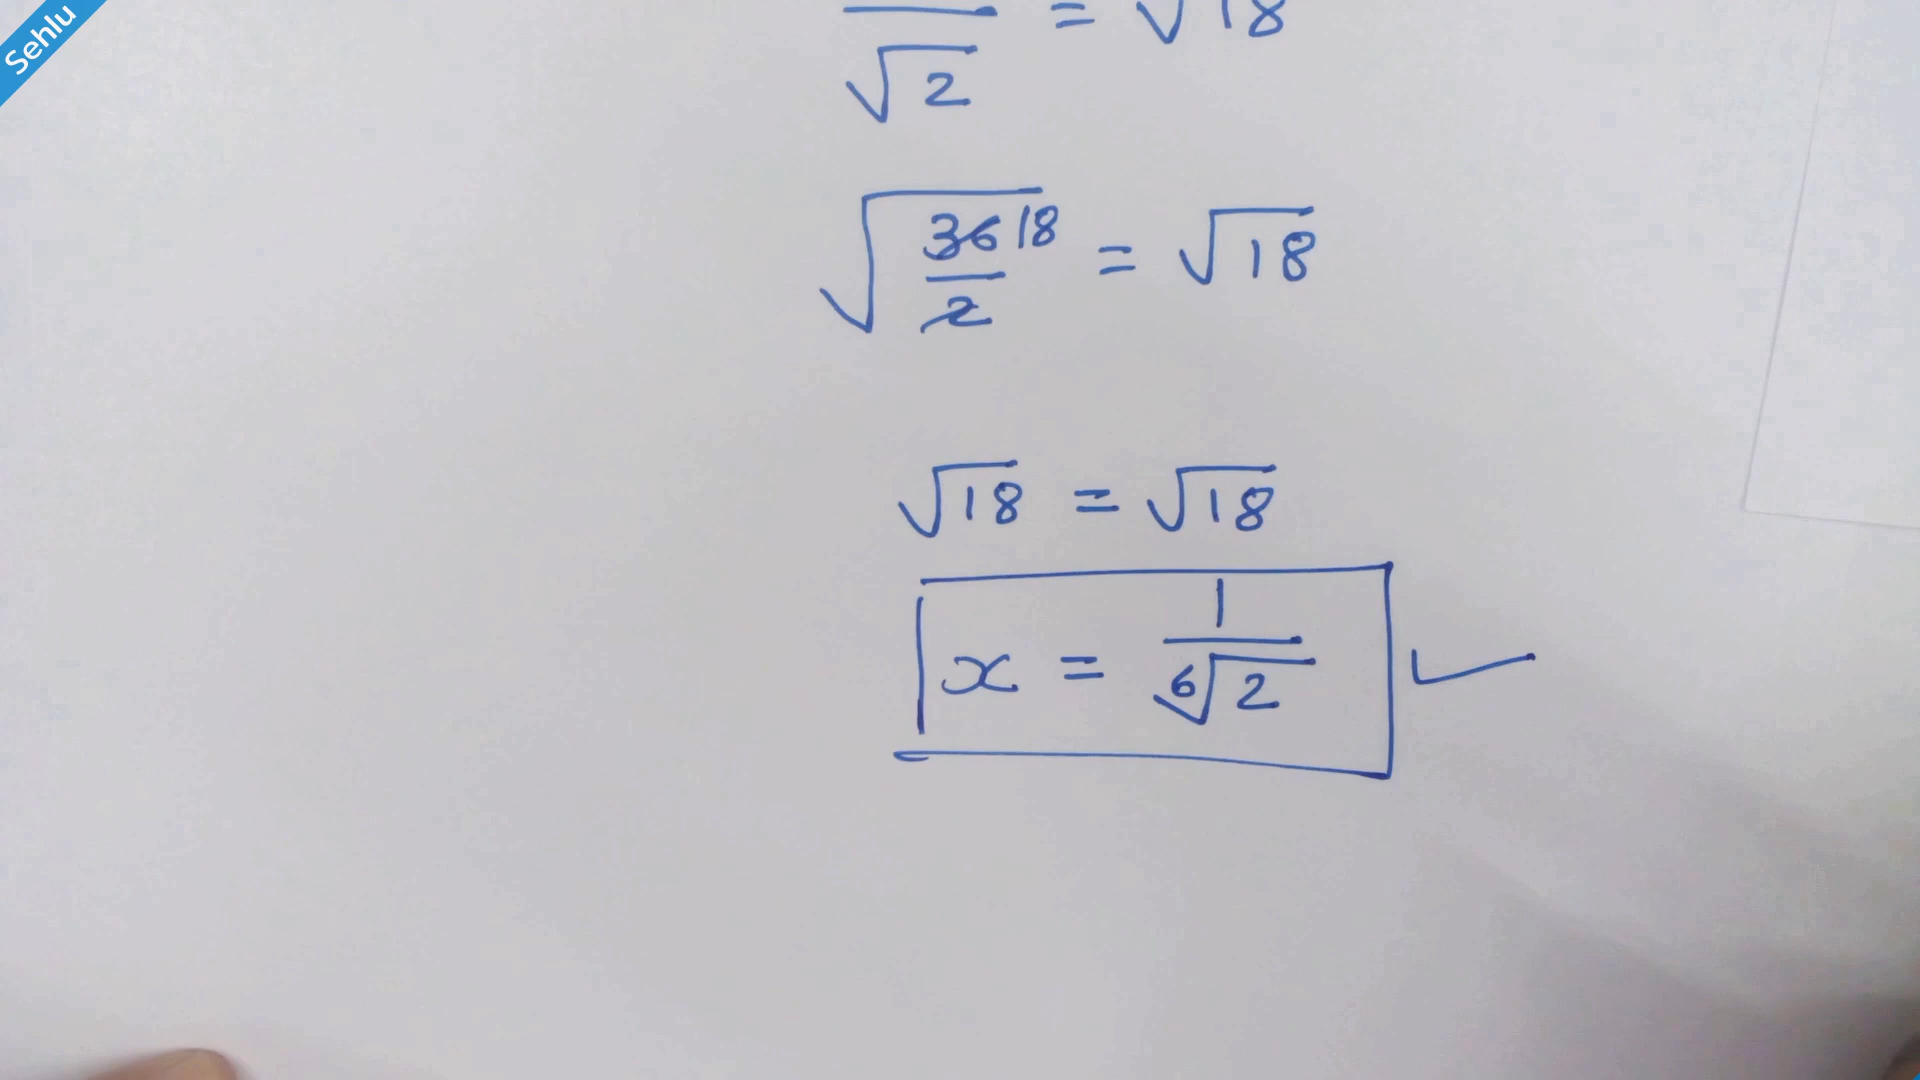 Sehlu
/√2 = √18
√(36/2) 18 = √18
√18 = √18
x = 1/⁶√2